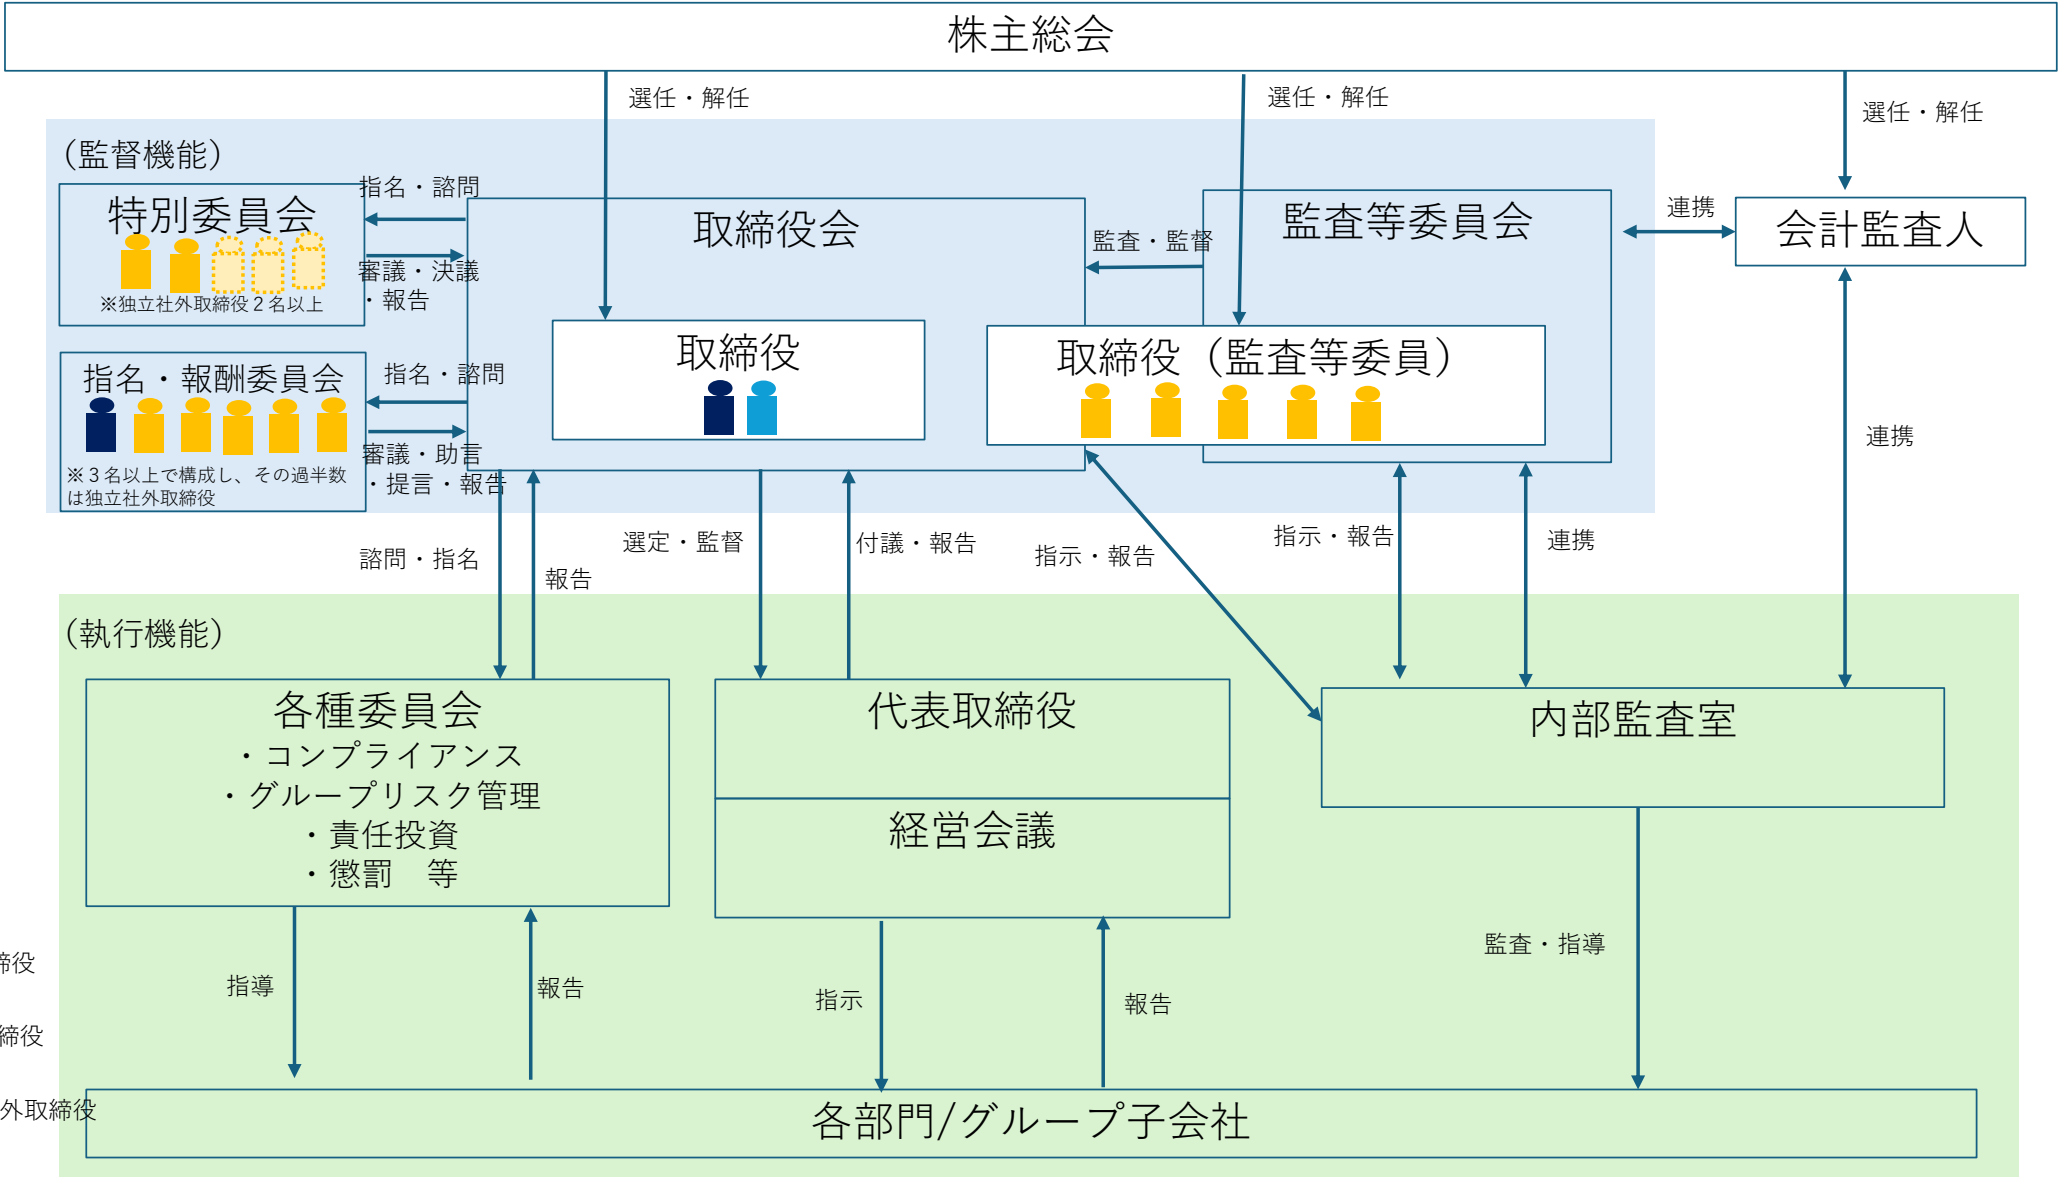 株主総会
選任・解任
選任・解任
選任・解任
（監督機能）
特別委員会
※独立社外取締役２名以上
指名・諮問
審議・決議
・報告
取締役会
監査・監督
監査等委員会
連携
会計監査人
取締役
取締役（監査等委員）
指名・報酬委員会
※３名以上で構成し、その過半数
は独立社外取締役
指名・諮問
審議・助言
・提言・報告
連携
諮問・指名
報告
選定・監督
付議・報告
指示・報告
指示・報告
連携
（執行機能）
各種委員会
・コンプライアンス
・グループリスク管理
・責任投資
・懲罰　等
代表取締役
経営会議
内部監査室
締役
締役
外取締役
指導
報告
指示
報告
監査・指導
各部門/グループ子会社